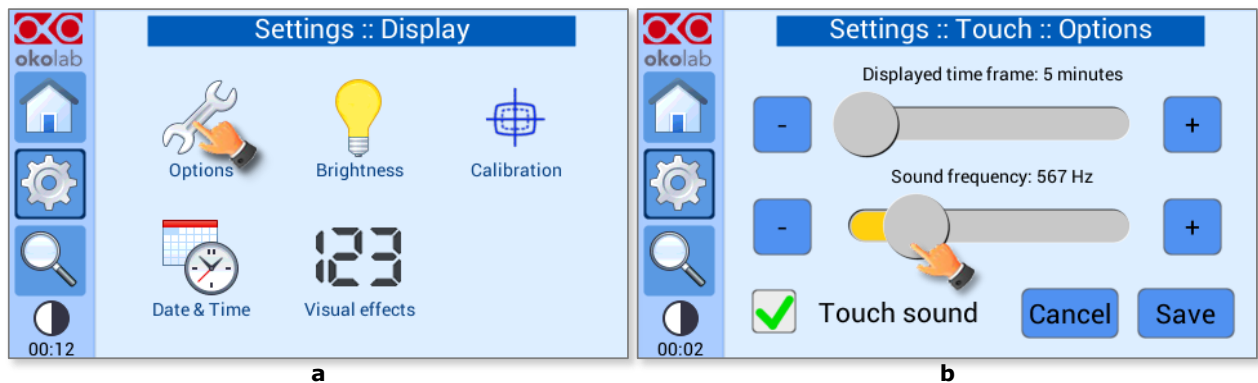 Settings :: Display
okolab
Options
Brightness
Calibration
123
Date & Time
Visual effects
00:12
a
Settings :: Touch :: Options
okolab
Displayed time frame: 5 minutes
- +
Sound frequency: 567 Hz
- +
Touch sound Cancel Save
00:02
b